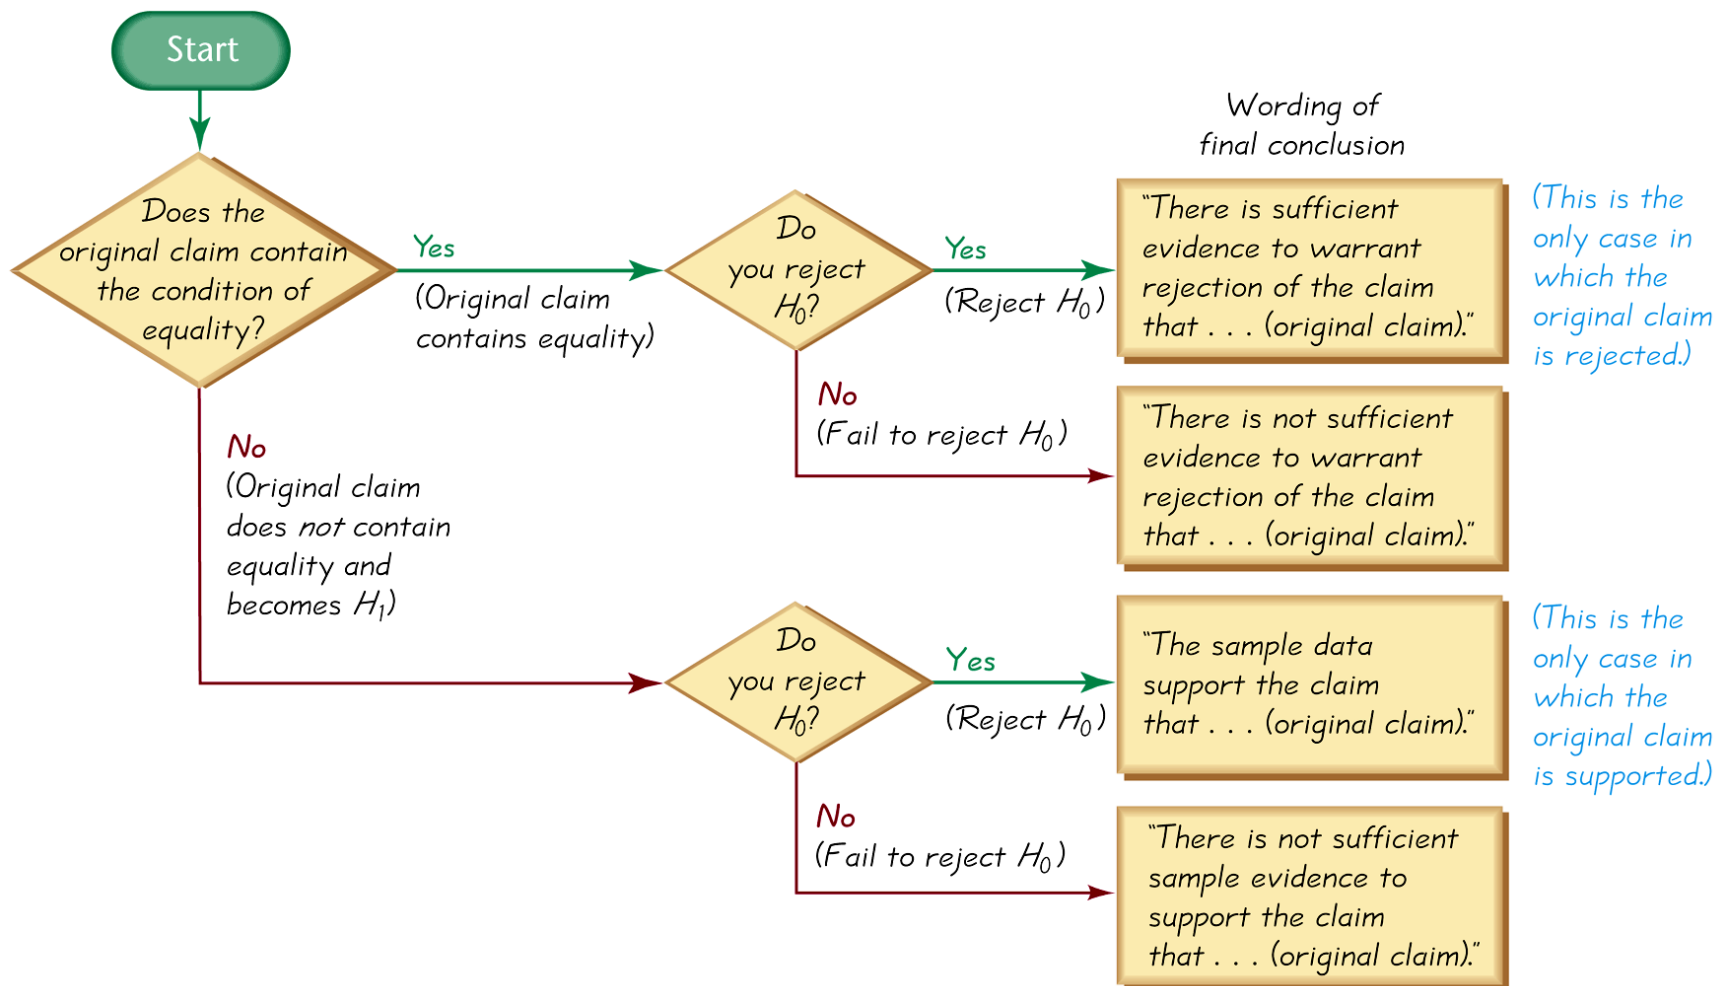 Start
Does the
original claim contain
the condition of
equality?
Yes
(Original claim
contains equality)
Do
you reject
H₀?
Yes
(Reject H₀)
Wording of
final conclusion
“There is sufficient
evidence to warrant
rejection of the claim
that . . . (original claim).”
(This is the
only case in
which the
original claim
is rejected.)
No
(Fail to reject H₀)
“There is not sufficient
evidence to warrant
rejection of the claim
that . . . (original claim).”
No
(Original claim
does not contain
equality and
becomes H₁)
Do
you reject
H₀?
Yes
(Reject H₀)
“The sample data
support the claim
that . . . (original claim).”
(This is the
only case in
which the
original claim
is supported.)
No
(Fail to reject H₀)
“There is not sufficient
sample evidence to
support the claim
that . . . (original claim).”